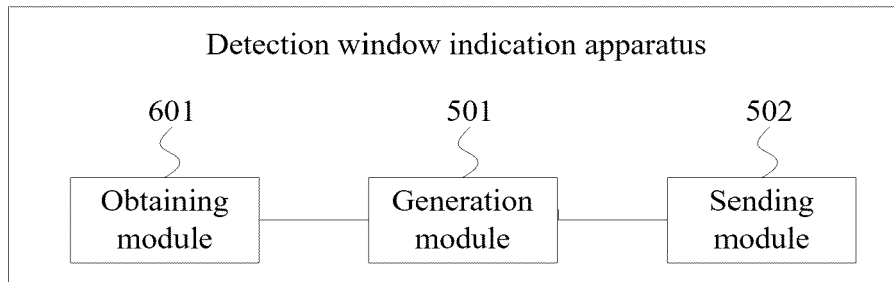 Detection window indication apparatus
601 501 502
Obtaining module
Generation module
Sending module